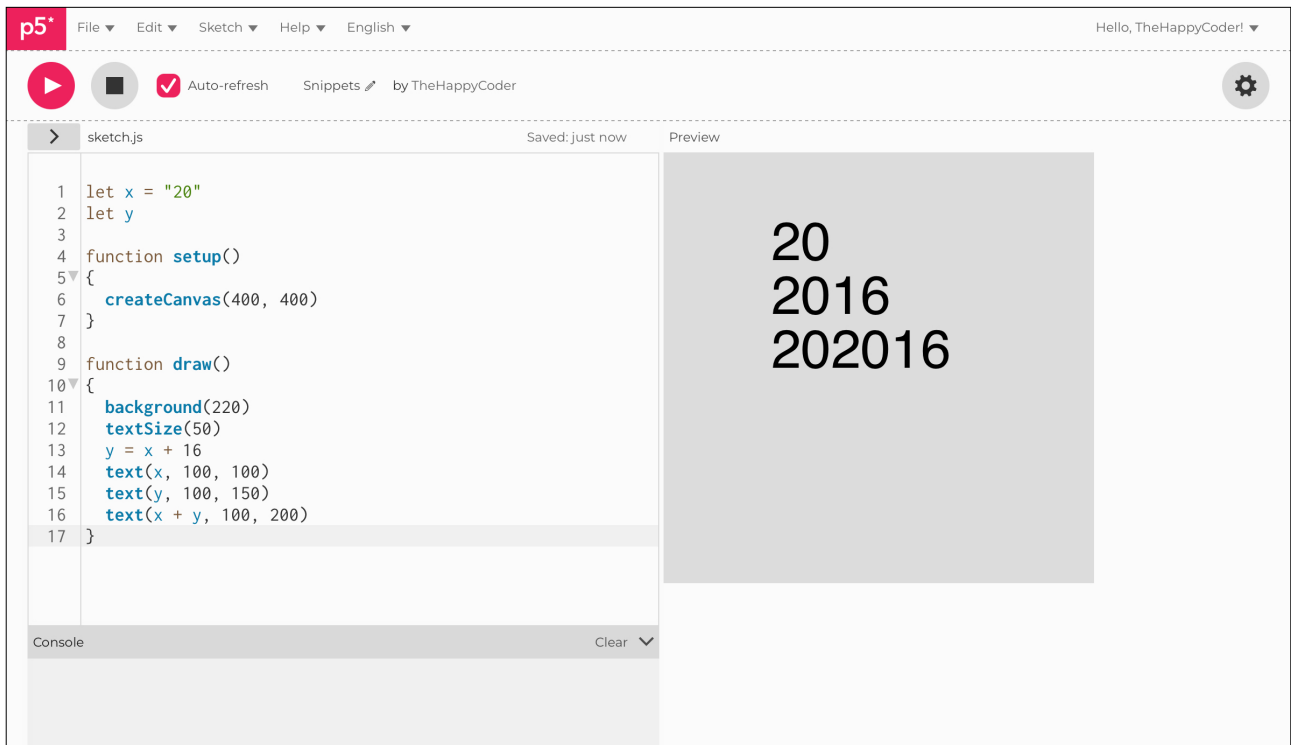 p5* File Edit Sketch Help English Hello, TheHappyCoder!
Auto-refresh Snippets by TheHappyCoder
sketch.js Saved: just now Preview
1 let x = "20"
2 let y
3
4 function setup()
5 {
6 createCanvas(400, 400)
7 }
8
9 function draw()
10 {
11 background(220)
12 textSize(50)
13 y = x + 16
14 text(x, 100, 100)
15 text(y, 100, 150)
16 text(x + y, 100, 200)
17 }
20
2016
202016
Console Clear